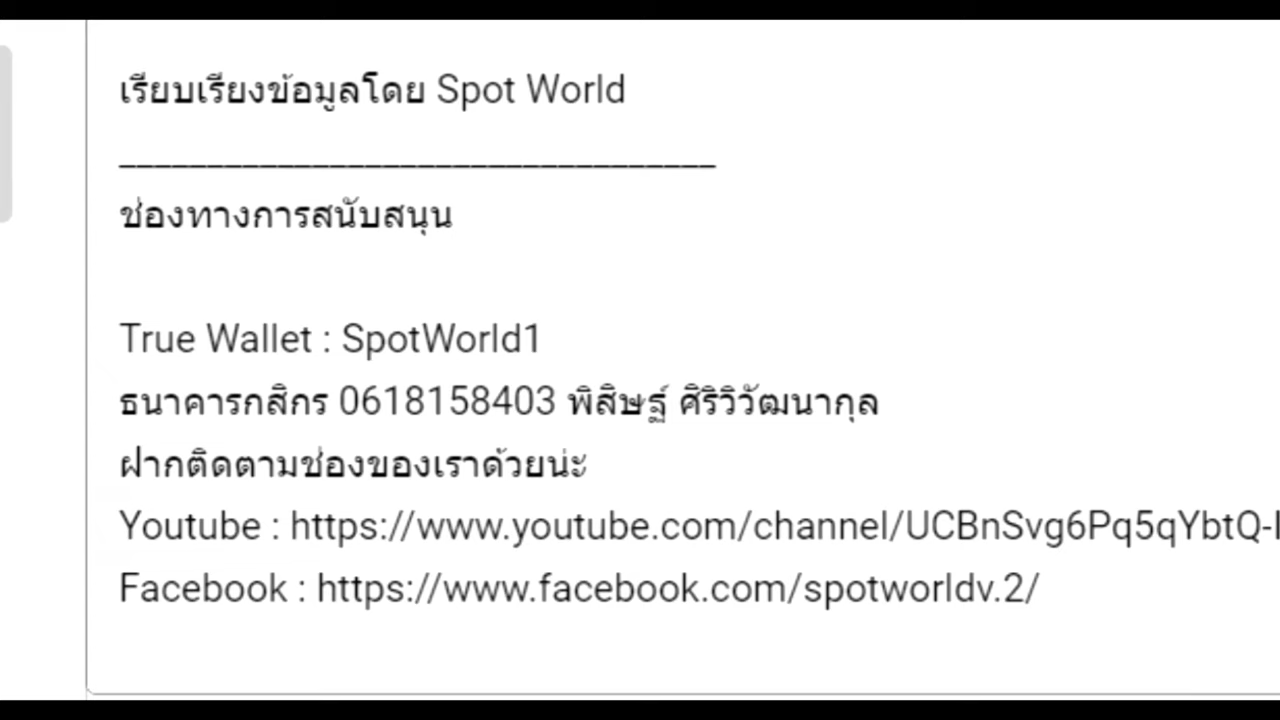 เรียบเรียงข้อมูลโดย Spot World
__________________________________
ช่องทางการสนับสนุน
True Wallet : SpotWorld1
ธนาคารกสิกร 0618158403 พิสิษฐ์ ศิริวิวัฒนากุล
ฝากติดตามช่องของเราด้วยน่ะ
Youtube : https://www.youtube.com/channel/UCBnSvg6Pq5qYbtQ-
Facebook : https://www.facebook.com/spotworldv.2/